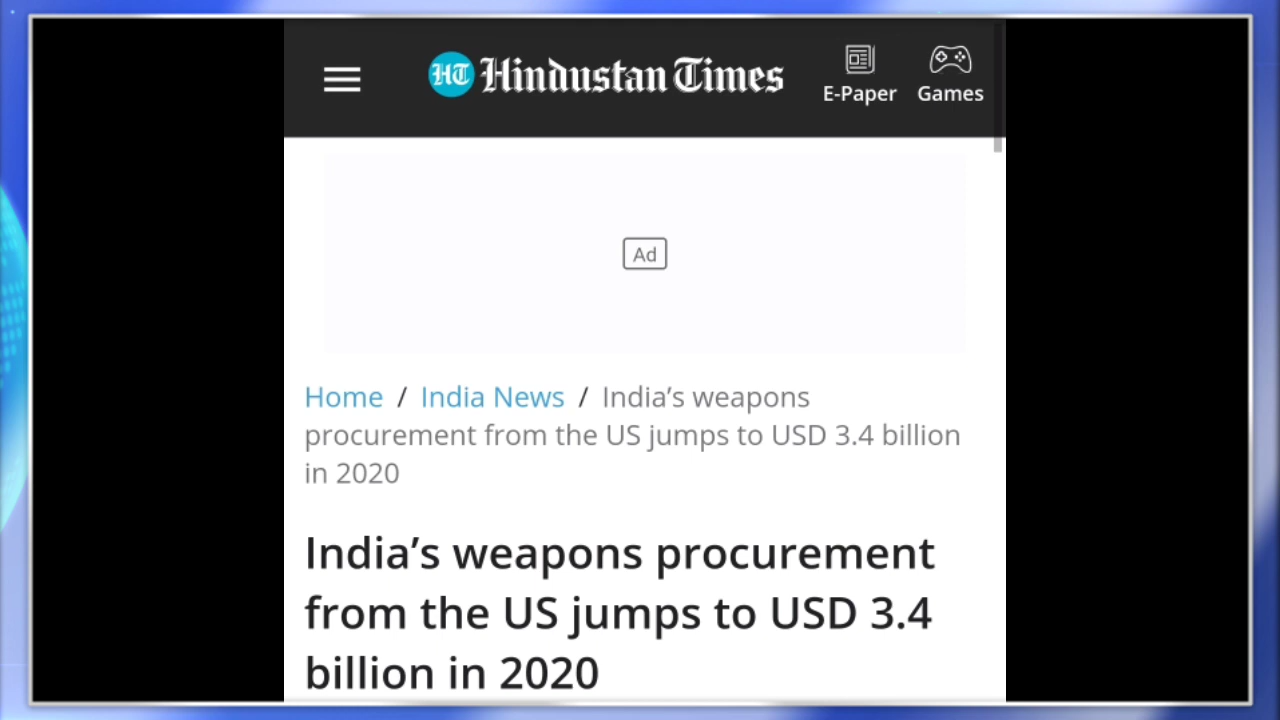 HT Hindustan Times
E-Paper Games
Ad
Home / India News / India’s weapons
procurement from the US jumps to USD 3.4 billion
in 2020
India’s weapons procurement
from the US jumps to USD 3.4
billion in 2020